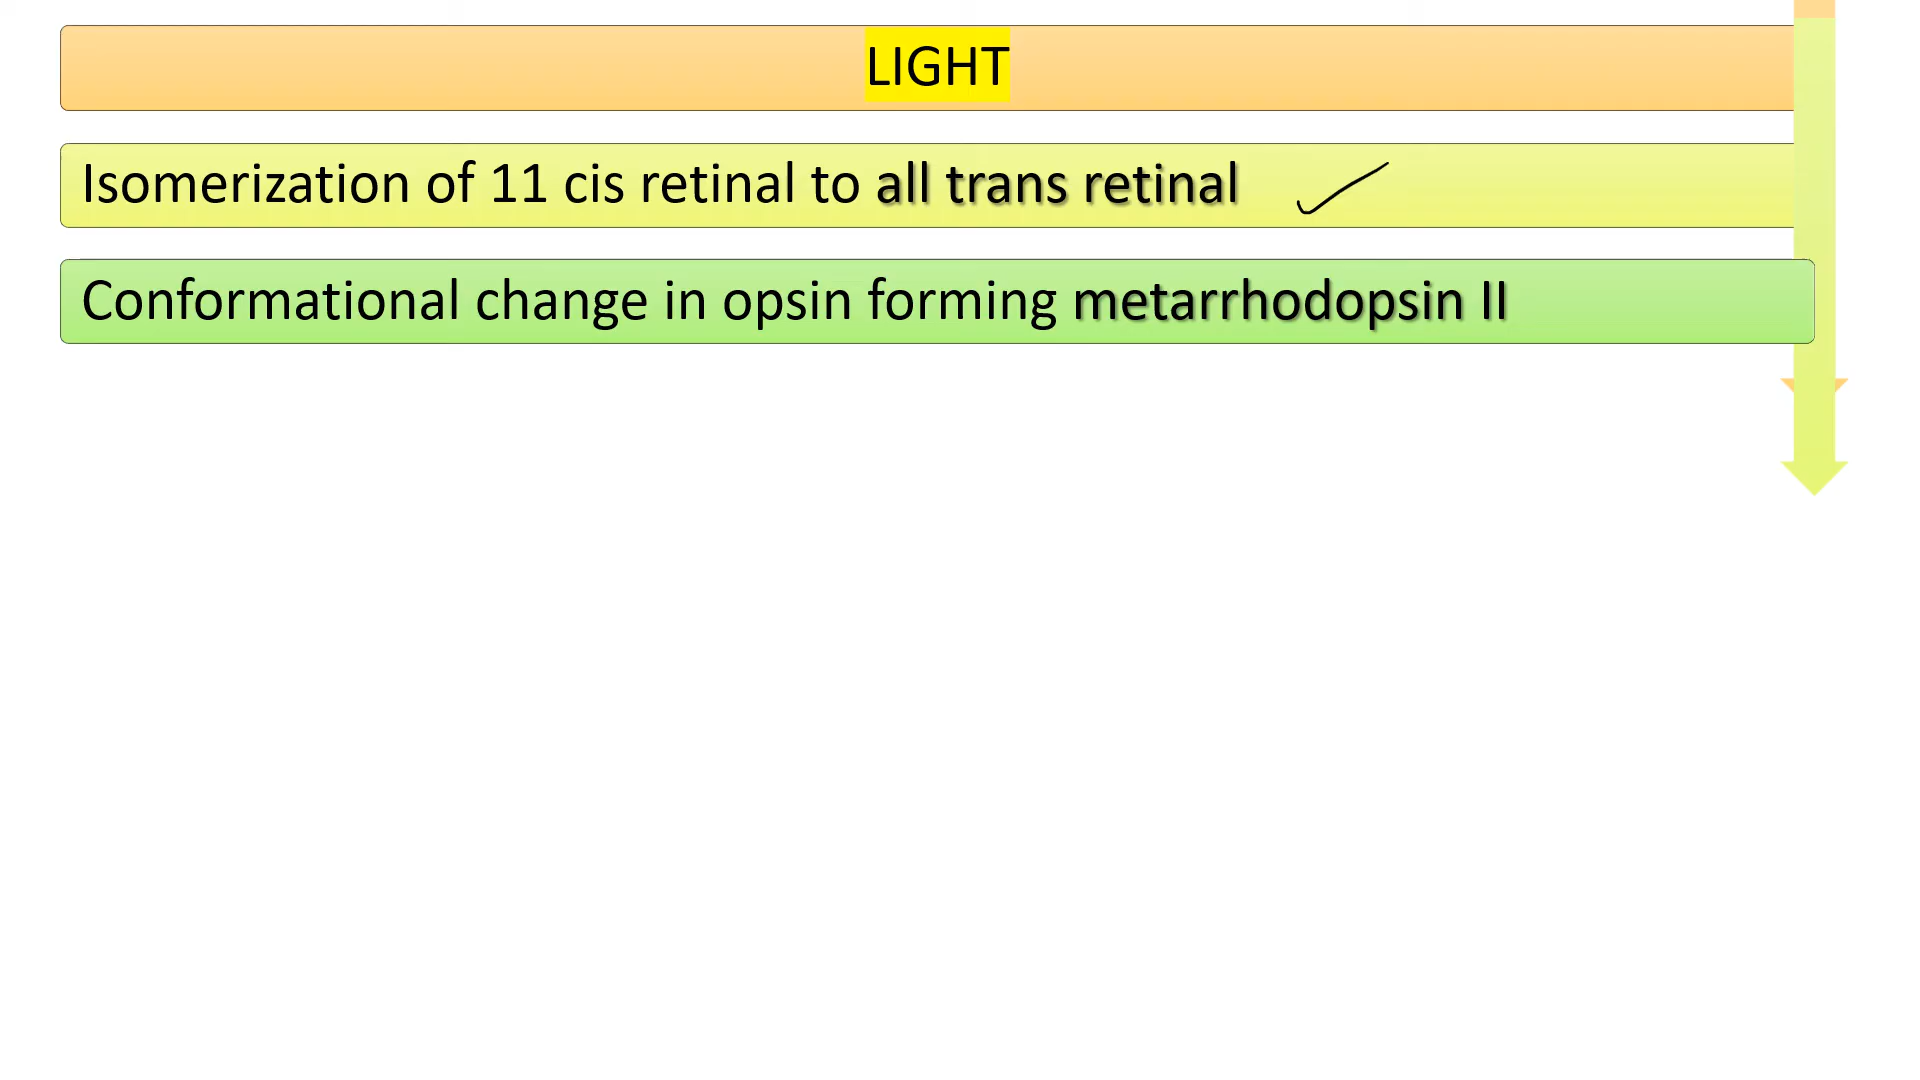 LIGHT
Isomerization of 11 cis retinal to all trans retinal
Conformational change in opsin forming metarrhodopsin II